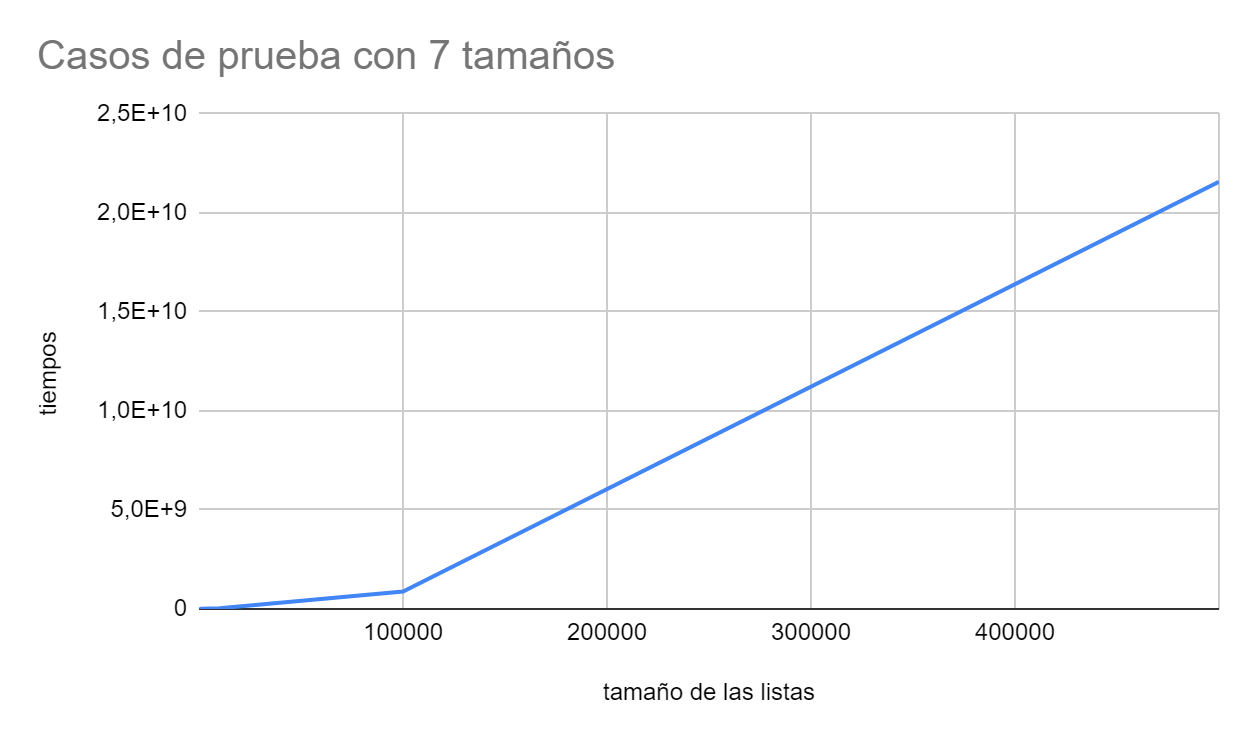 Casos de prueba con 7 tamaños
2,5E+10
2,0E+10
1,5E+10
1,0E+10
5,0E+9
0
tiempos
100000
200000
300000
400000
tamaño de las listas